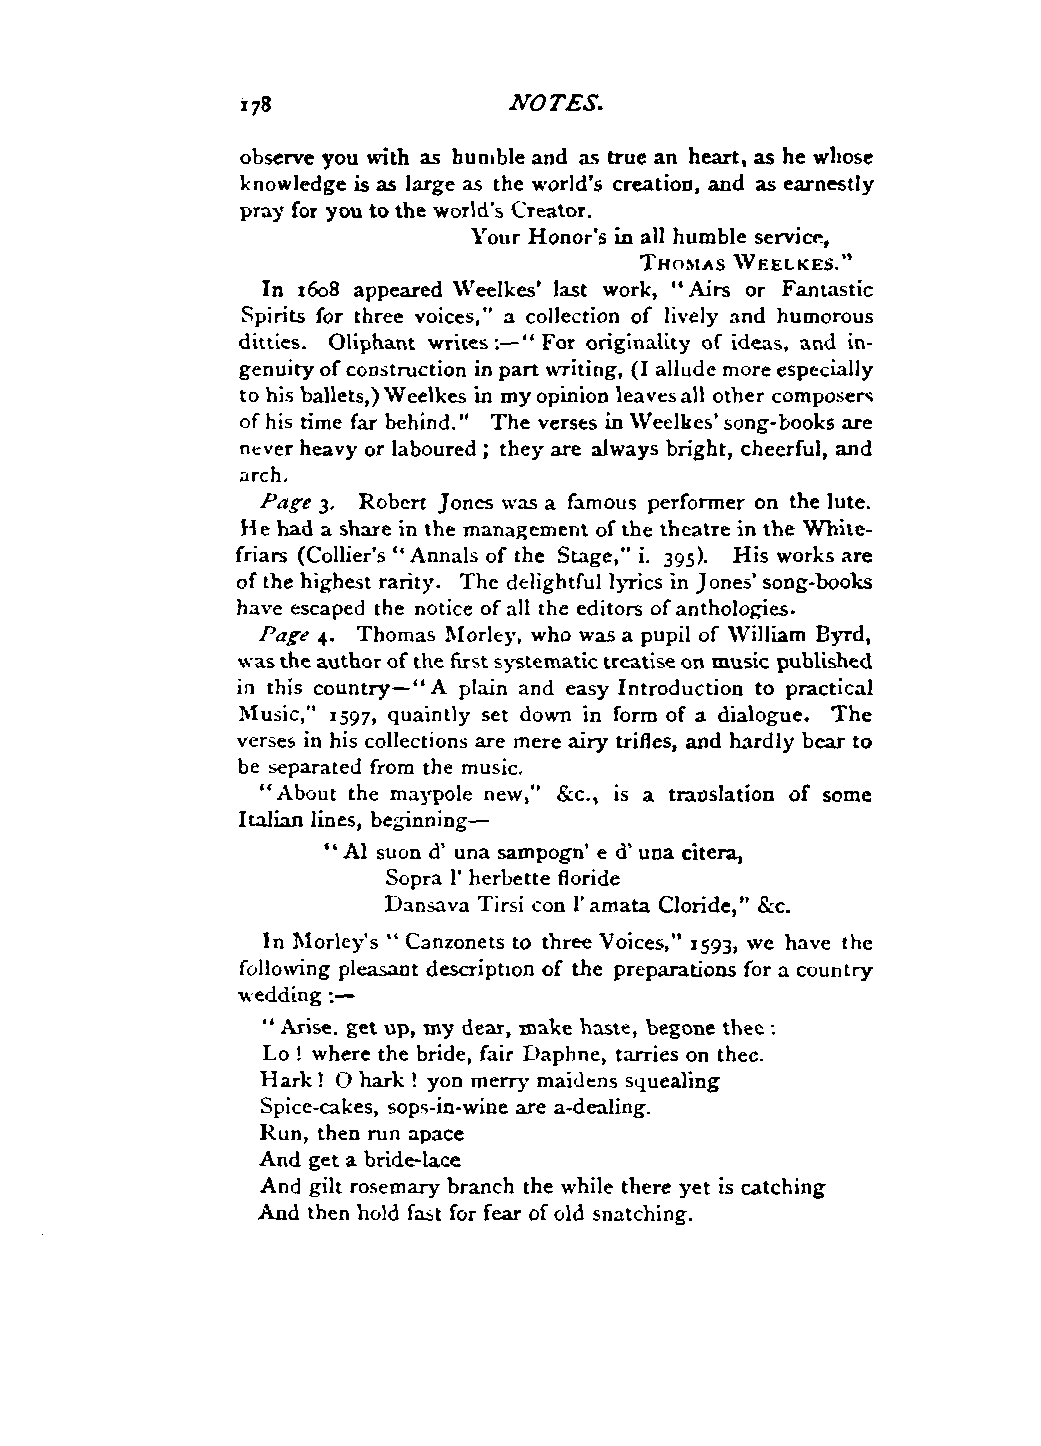 178 NOTES.
observe you with as humble and as true an heart, as he whose
knowledge is as large as the world's creation, and as earnestly
pray for you to the world's Creator.
Your Honor's in all humble service,
THOMAS WEELKES."
In 1608 appeared Weelkes' last work, "Airs or Fantastic
Spirits for three voices," a collection of lively and humorous
ditties. Oliphant writes :—" For originality of ideas, and in-
genuity of construction in part writing, (I allude more especially
to his ballets,) Weelkes in my opinion leaves all other composers
of his time far behind." The verses in Weelkes' song-books are
never heavy or laboured ; they are always bright, cheerful, and
arch.
Page 3. Robert Jones was a famous performer on the lute.
He had a share in the management of the theatre in the White-
friars (Collier's "Annals of the Stage," i. 395). His works are
of the highest rarity. The delightful lyrics in Jones' song-books
have escaped the notice of all the editors of anthologies.
Page 4. Thomas Morley, who was a pupil of William Byrd,
was the author of the first systematic treatise on music published
in this country—" A plain and easy Introduction to practical
Music," 1597, quaintly set down in form of a dialogue. The
verses in his collections are mere airy trifles, and hardly bear to
be separated from the music.
"About the maypole new," &c., is a translation of some
Italian lines, beginning—
" Al suon d' una sampogn' e d' una citera,
Sopra l' herbette floride
Dansava Tirsi con l' amata Cloride," &c.
In Morley's " Canzonets to three Voices," 1593, we have the
following pleasant description of the preparations for a country
wedding :—
" Arise, get up, my dear, make haste, begone thee :
Lo ! where the bride, fair Daphne, tarries on thee.
Hark ! O hark ! yon merry maidens squealing
Spice-cakes, sops-in-wine are a-dealing.
Run, then run apace
And get a bride-lace
And gilt rosemary branch the while there yet is catching
And then hold fast for fear of old snatching.